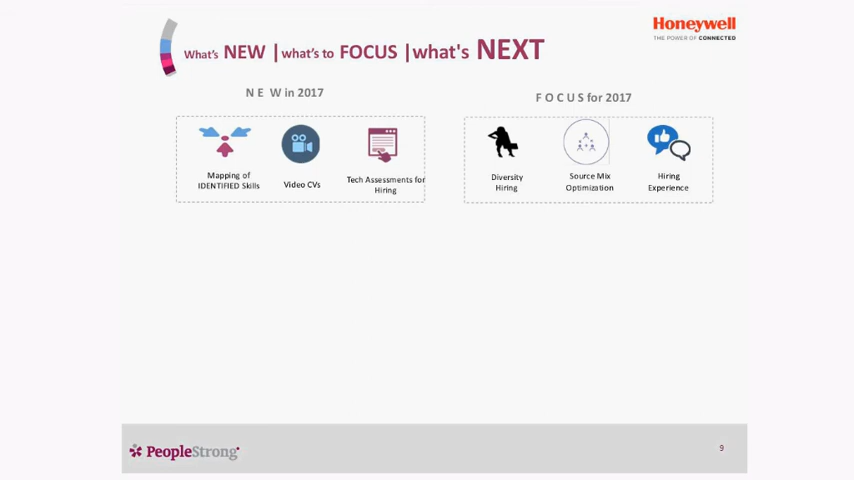 What's NEW | what's to FOCUS | what's NEXT
Honeywell
THE POWER OF CONNECTED
N E W in 2017
F O C U S for 2017
Mapping of
IDENTIFIED Skills
Video CVs
Tech Assessments for
Hiring
Diversity
Hiring
Source Mix
Optimization
Hiring
Experience
PeopleStrong
9